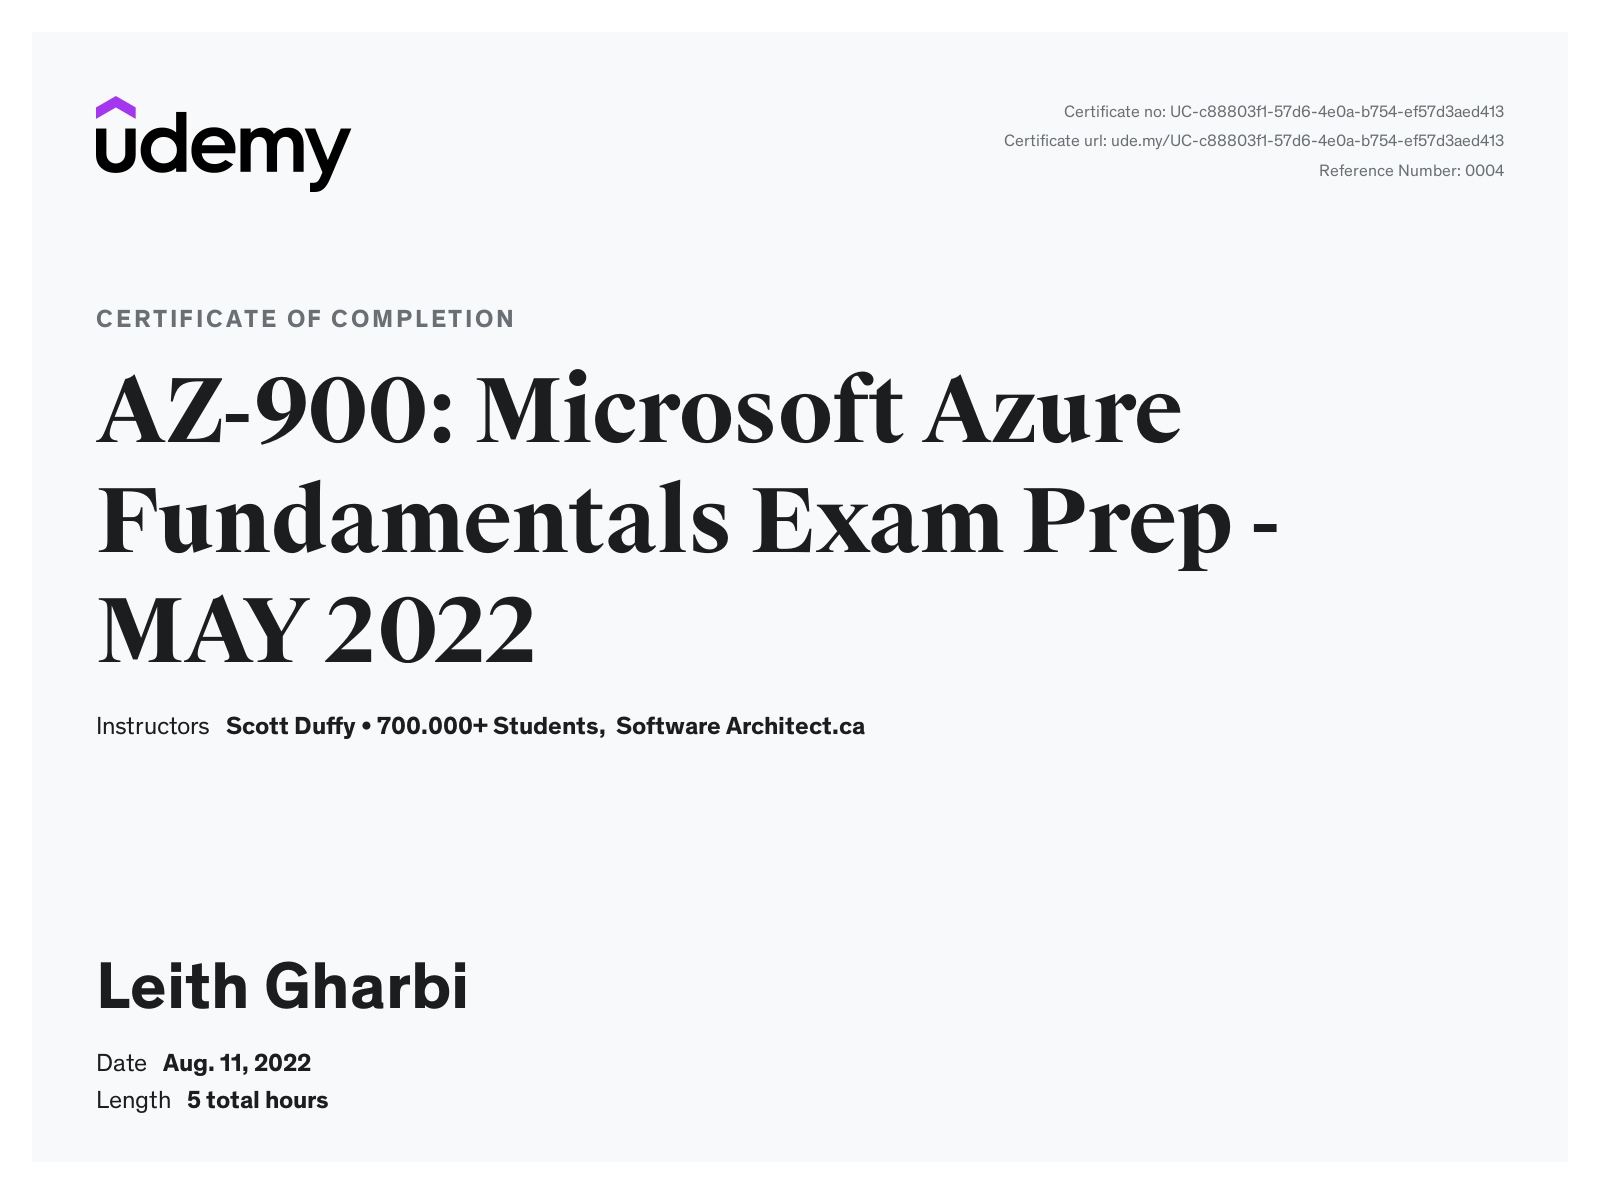 udemy
Certificate no: UC-c88803f1-57d6-4e0a-b754-ef57d3aed413
Certificate url: ude.my/UC-c88803f1-57d6-4e0a-b754-ef57d3aed413
Reference Number: 0004
CERTIFICATE OF COMPLETION
AZ-900: Microsoft Azure
Fundamentals Exam Prep -
MAY 2022
Instructors Scott Duffy • 700.000+ Students, Software Architect.ca
Leith Gharbi
Date Aug. 11, 2022
Length 5 total hours